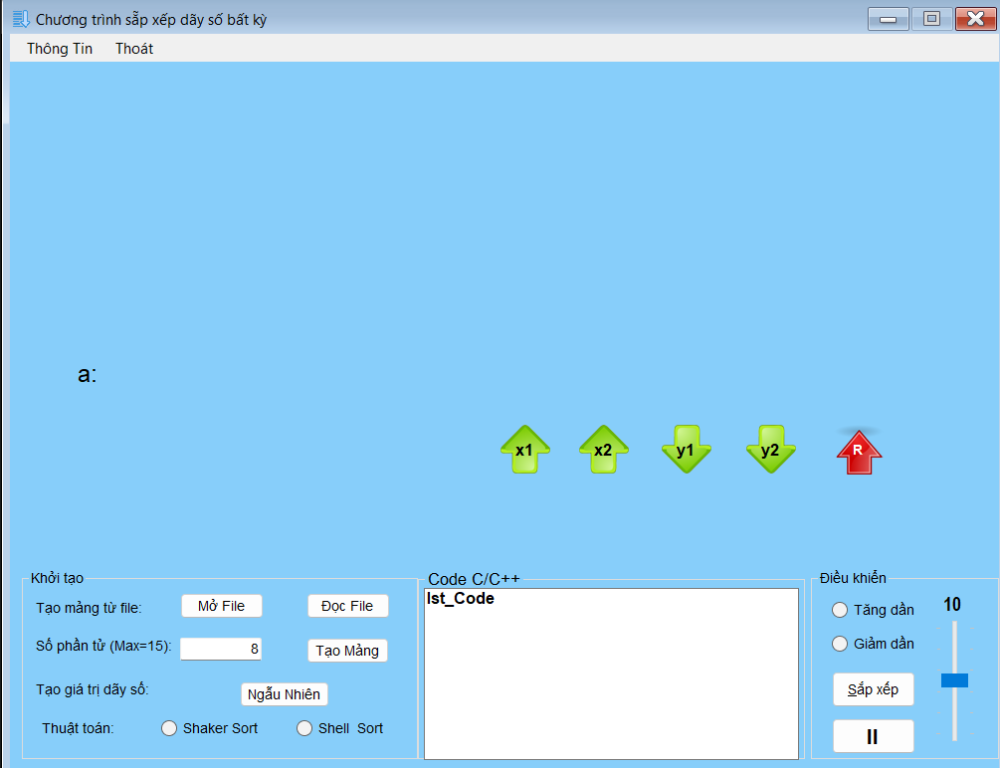 Chương trình sắp xếp dãy số bất kỳ
Thông Tin Thoát
a:
x1 x2 y1 y2 R
Khởi tạo
Tạo mảng từ file: Mở File Đọc File
Số phần tử (Max=15): 8 Tạo Mảng
Tạo giá trị dãy số: Ngẫu Nhiên
Thuật toán: Shaker Sort Shell Sort
Code C/C++
lst_Code
Điều khiển
Tăng dần 10
Giảm dần
Sắp xếp
II